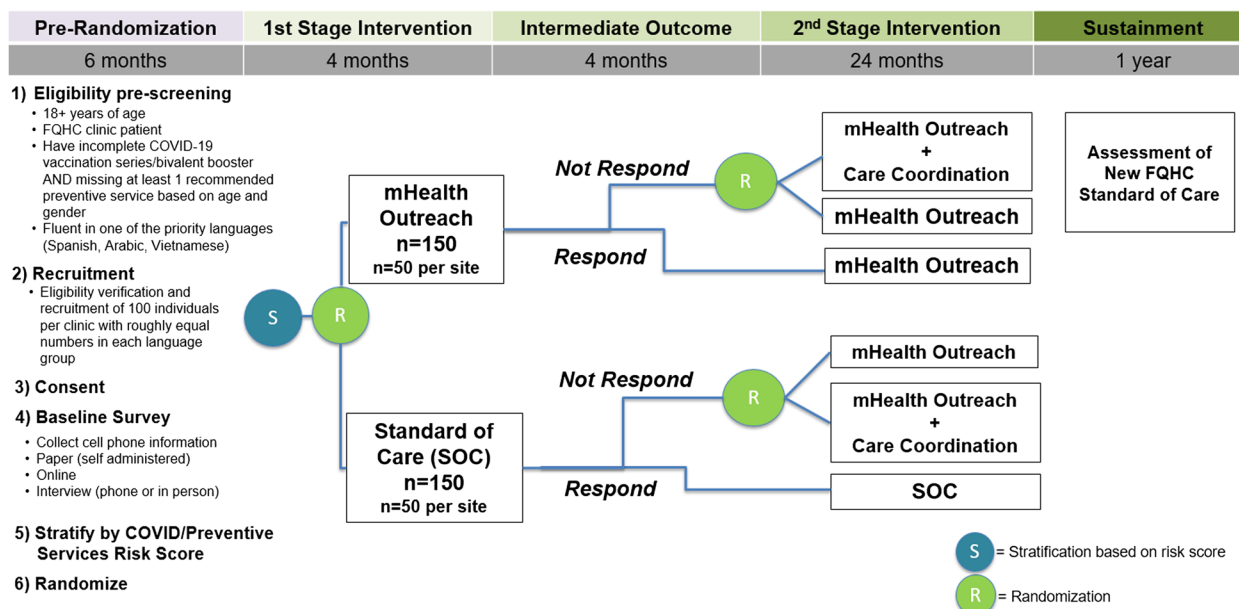 Pre-Randomization
1st Stage Intervention
Intermediate Outcome
2nd Stage Intervention
Sustainment
6 months
4 months
4 months
24 months
1 year
1) Eligibility pre-screening
• 18+ years of age
• FQHC clinic patient
• Have incomplete COVID-19
vaccination series/bivalent booster
AND missing at least 1 recommended
preventive service based on age and
gender
• Fluent in one of the priority languages
(Spanish, Arabic, Vietnamese)
2) Recruitment
• Eligibility verification and
recruitment of 100 individuals
per clinic with roughly equal
numbers in each language
group
3) Consent
4) Baseline Survey
• Collect cell phone information
• Paper (self administered)
• Online
• Interview (phone or in person)
5) Stratify by COVID/Preventive
Services Risk Score
6) Randomize
S
R
mHealth
Outreach
n=150
n=50 per site
Standard of
Care (SOC)
n=150
n=50 per site
Not Respond
Respond
R
mHealth Outreach
+
Care Coordination
mHealth Outreach
mHealth Outreach
Not Respond
Respond
R
mHealth Outreach
mHealth Outreach
+
Care Coordination
SOC
Assessment of
New FQHC
Standard of Care
S = Stratification based on risk score
R = Randomization